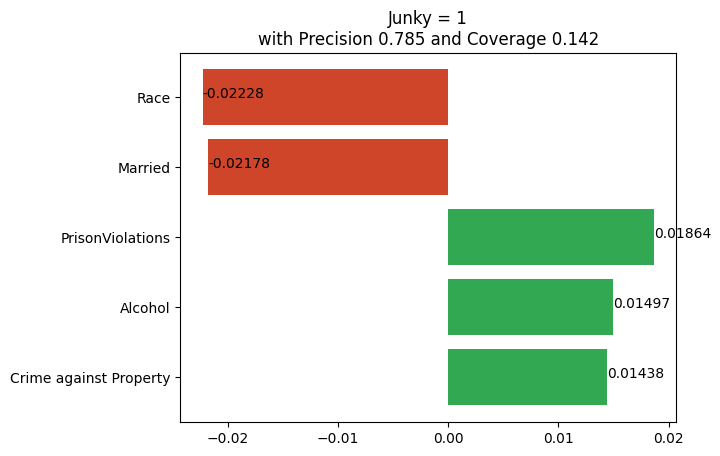 Junky = 1
with Precision 0.785 and Coverage 0.142
Race
-0.02228
Married
-0.02178
PrisonViolations
0.01864
Alcohol
0.01497
Crime against Property
0.01438
−0.02
−0.01
0.00
0.01
0.02